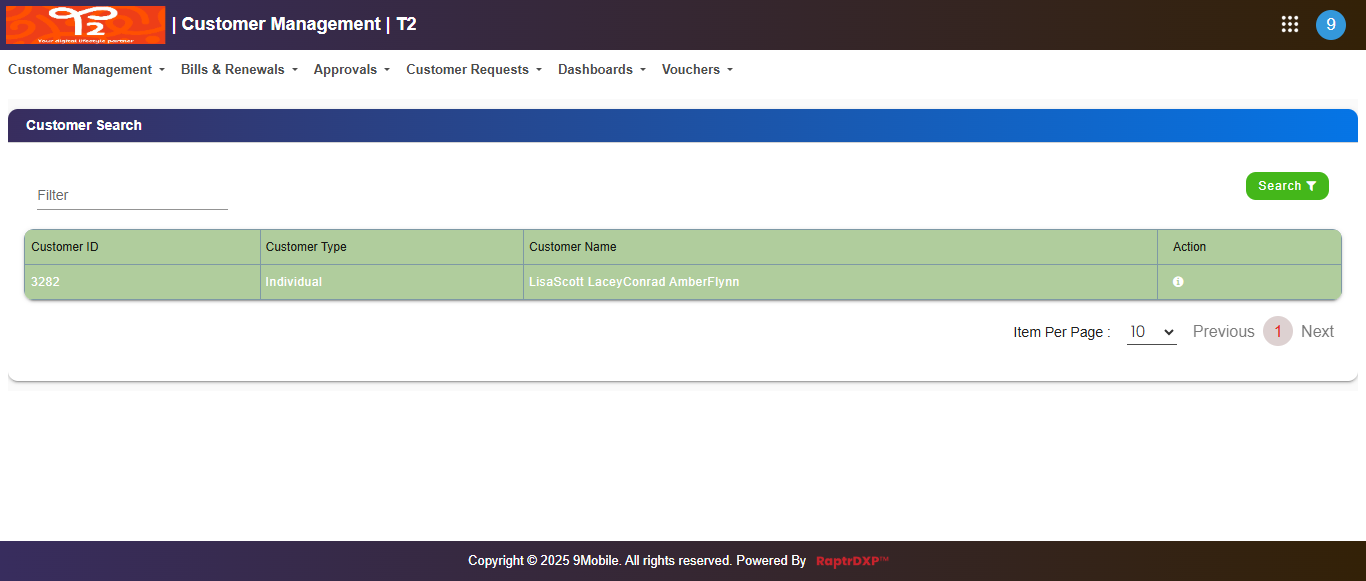 T2
Your digital lifestyle partner
| Customer Management | T2
9
Customer Management
Bills & Renewals
Approvals
Customer Requests
Dashboards
Vouchers
Customer Search
Filter
Search
Customer ID Customer Type Customer Name Action
3282 Individual LisaScott LaceyConrad AmberFlynn
Item Per Page : 10 Previous 1 Next
Copyright © 2025 9Mobile. All rights reserved. Powered By RaptrDXP™